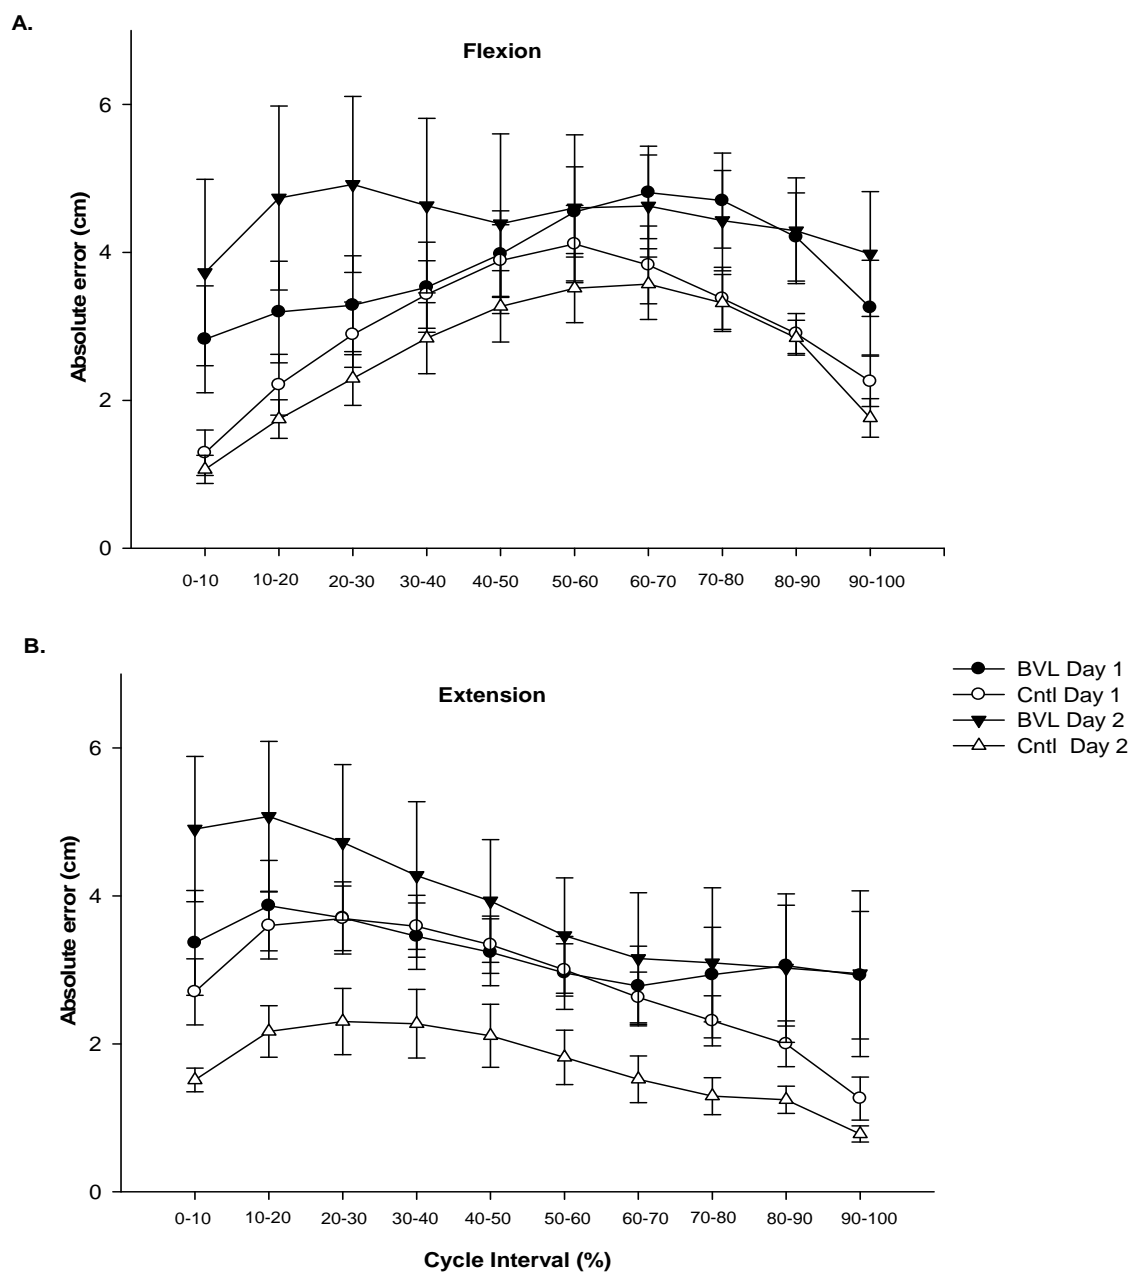 A.
Flexion
Absolute error (cm)
6
4
2
0
0-10 10-20 20-30 30-40 40-50 50-60 60-70 70-80 80-90 90-100
B.
Extension
BVL Day 1
Cntl Day 1
BVL Day 2
Cntl Day 2
Absolute error (cm)
6
4
2
0
0-10 10-20 20-30 30-40 40-50 50-60 60-70 70-80 80-90 90-100
Cycle Interval (%)